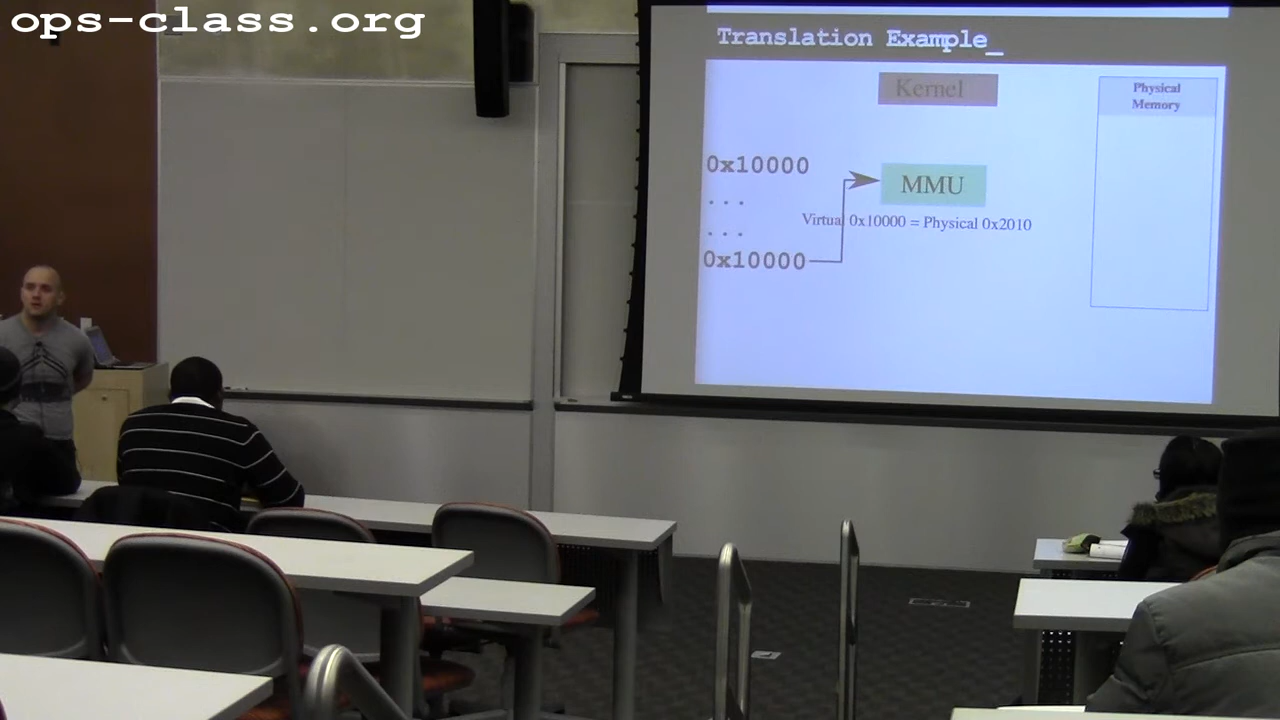 ops-class.org
Translation Example_
Kernel
Physical
Memory
0x10000
...
MMU
Virtual 0x10000 = Physical 0x2010
...
0x10000